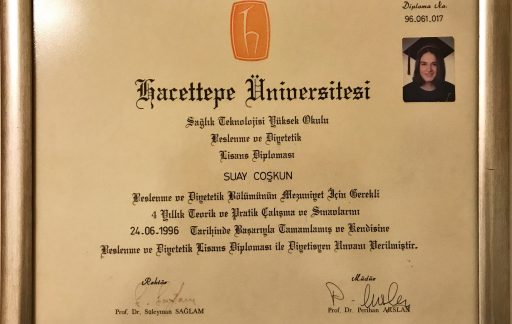 Diploma No.
96.061.017
Hacettepe Üniversitesi
Sağlık Teknolojisi Yüksek Okulu
Beslenme ve Diyetetik
Lisans Diploması
SUAY COŞKUN
Beslenme ve Diyetetik Bölümünün Mezuniyet İçin Gerekli
4 Yıllık Teorik ve Pratik Çalışma ve Sınavlarını
24.06.1996 Tarihinde Başarıyla Tamamlamış ve Kendisine
Beslenme ve Diyetetik Lisans Diploması ile Diyetisyen Unvanı Verilmiştir.
Rektör
Müdür
Prof. Dr. Süleyman SAĞLAM
Prof. Dr. Perihan ARSLAN